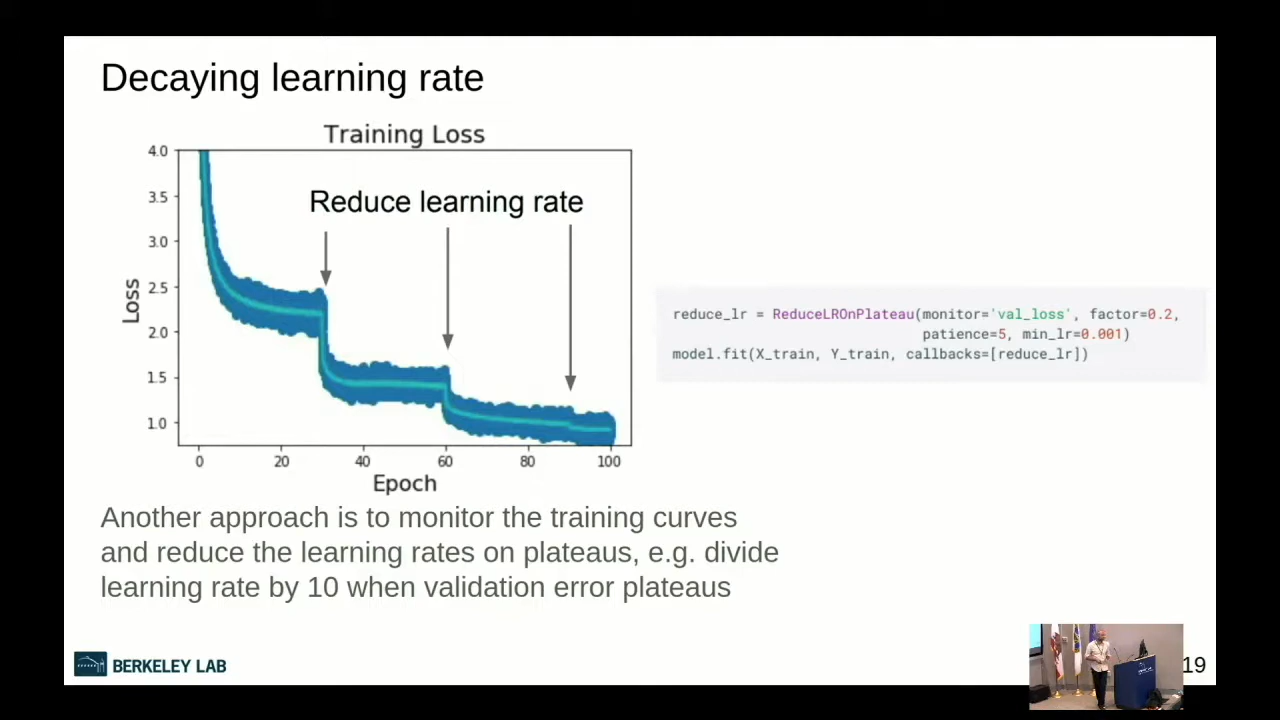 Decaying learning rate
Training Loss
Reduce learning rate
4.0
3.5
3.0
2.5
2.0
1.5
1.0
Loss
0 20 40 60 80 100
Epoch
reduce_lr = ReduceLROnPlateau(monitor='val_loss', factor=0.2,
patience=5, min_lr=0.001)
model.fit(X_train, Y_train, callbacks=[reduce_lr])
Another approach is to monitor the training curves
and reduce the learning rates on plateaus, e.g. divide
learning rate by 10 when validation error plateaus
BERKELEY LAB
19